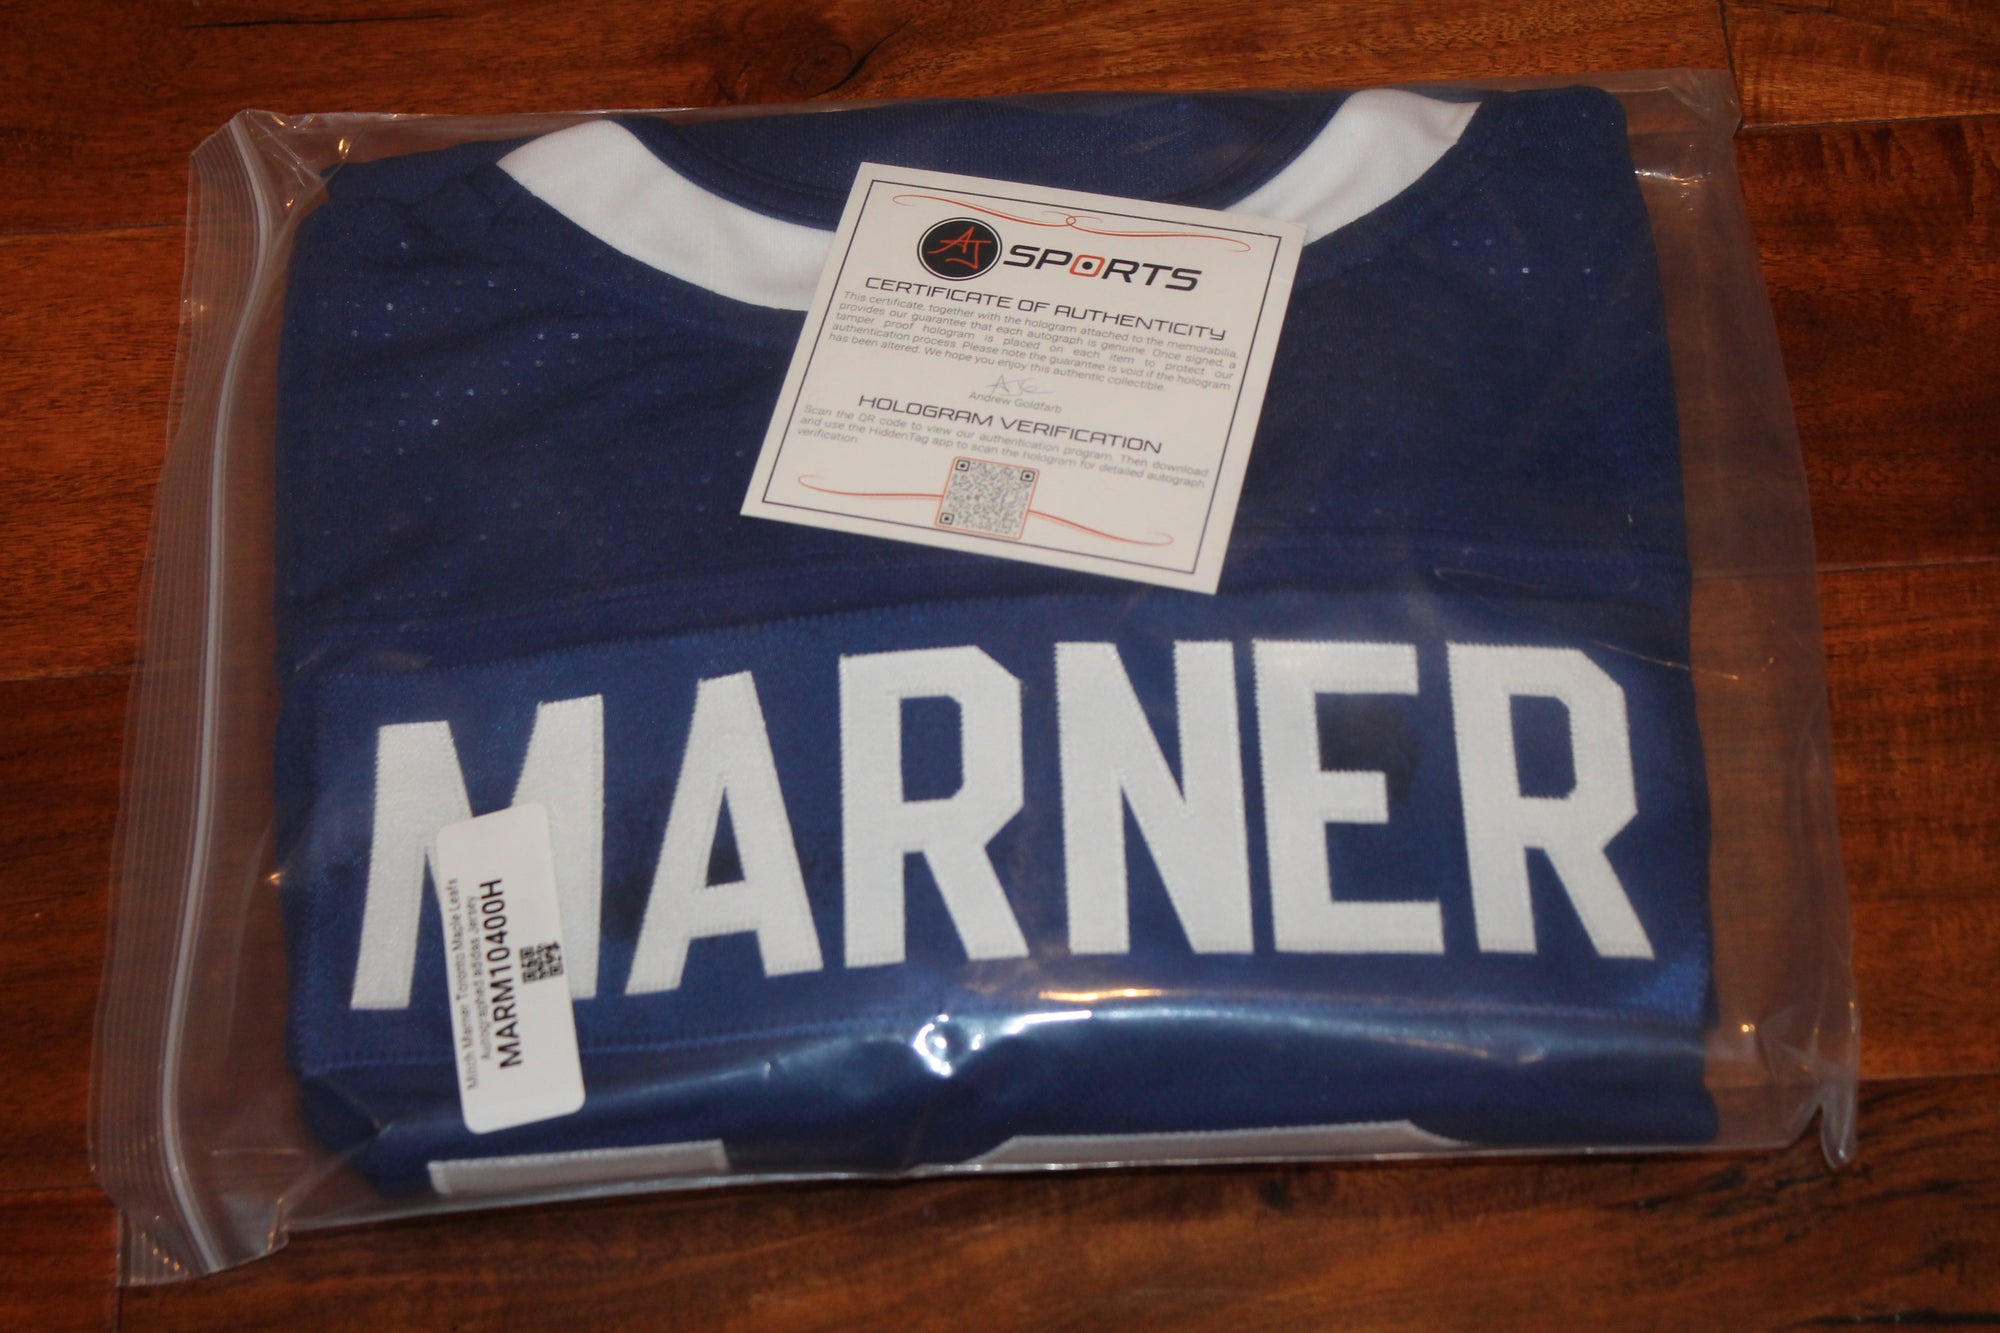 AJ SPORTS
CERTIFICATE OF AUTHENTICITY
This certificate, together with the hologram attached to the memorabilia,
provides our guarantee that each autograph is genuine. Once signed, a
tamper proof hologram is placed on each item to protect our
authentication process. Please note the guarantee is void if the hologram
has been altered. We hope you enjoy this authentic collectible.
Andrew Goldfarb
HOLOGRAM VERIFICATION
Scan the QR code to view our authentication program. Then download
and use the HiddenTag app to scan the hologram for detailed autograph
verification
MARNER
Mitch Marner Toronto Maple Leafs
Autographed adidas Jersey
MARM10400H